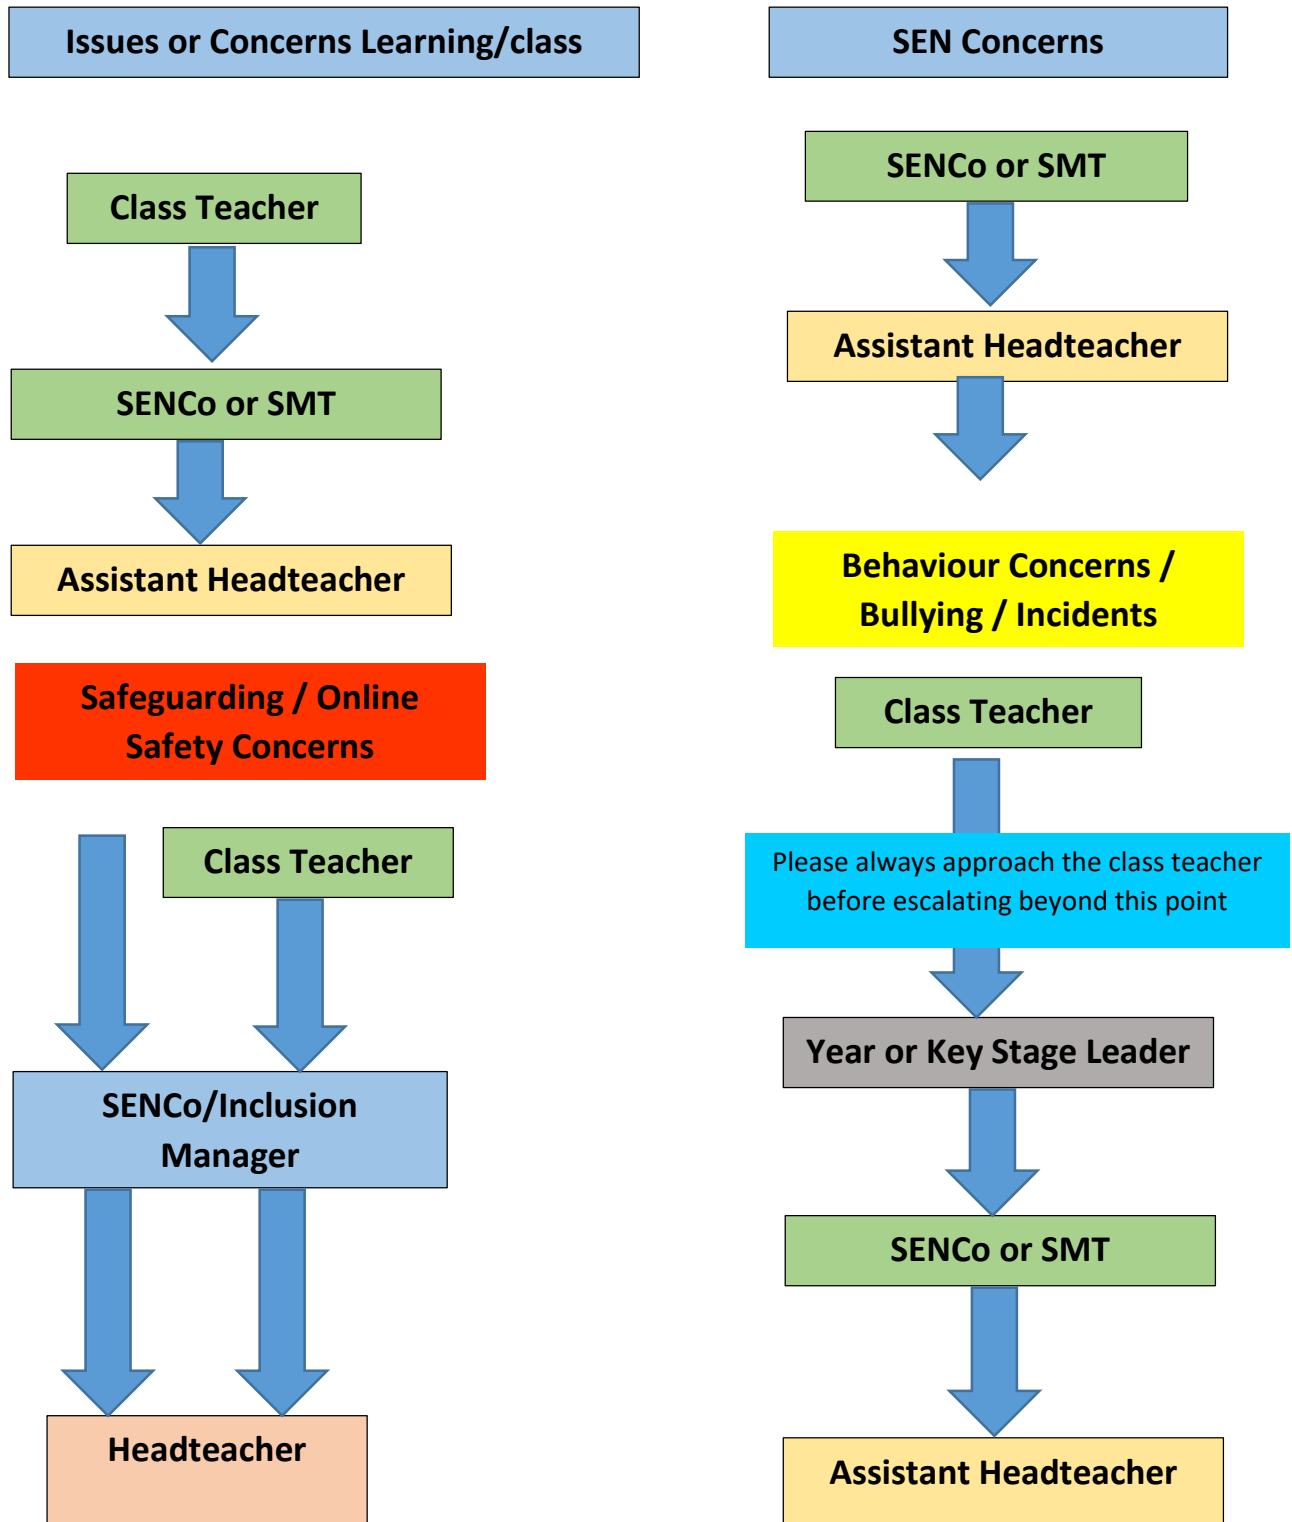 Issues or Concerns Learning/class
Class Teacher
SENCo or SMT
Assistant Headteacher
Safeguarding / Online
Safety Concerns
Class Teacher
SENCo/Inclusion
Manager
Headteacher
SEN Concerns
SENCo or SMT
Assistant Headteacher
Behaviour Concerns /
Bullying / Incidents
Class Teacher
Please always approach the class teacher
before escalating beyond this point
Year or Key Stage Leader
SENCo or SMT
Assistant Headteacher